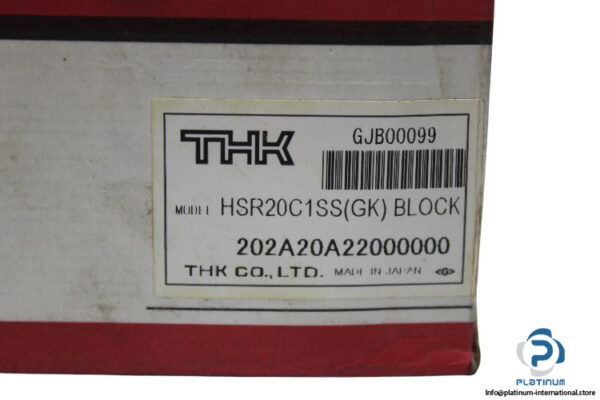 THK
GJB00099
MODEL HSR20C1SS(GK) BLOCK
202A20A22000000
THK CO., LTD. MADE IN JAPAN <G>
PLATINUM
Info@platinum-international.store